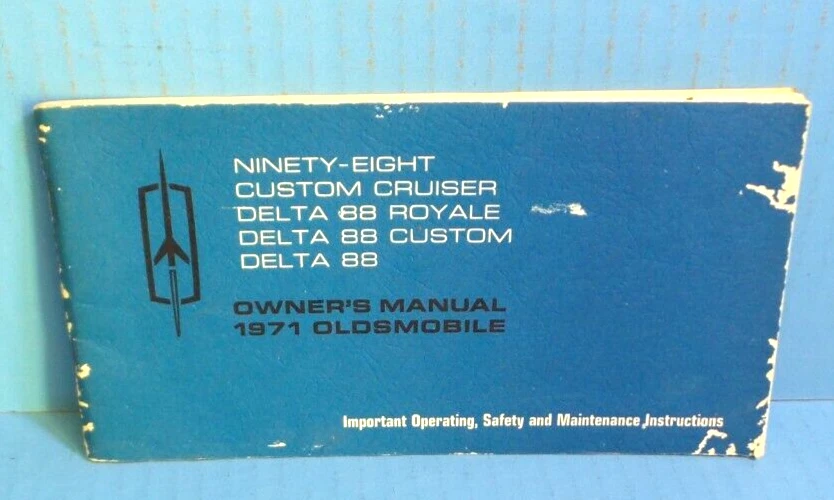 NINETY-EIGHT
CUSTOM CRUISER
DELTA 88 ROYALE
DELTA 88 CUSTOM
DELTA 88
OWNER'S MANUAL
1971 OLDSMOBILE
Important Operating, Safety and Maintenance Instructions